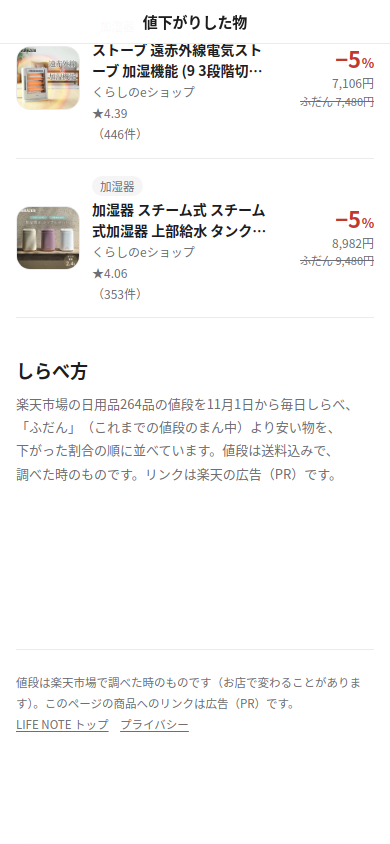 値下がりした物
ストーブ 遠赤外線電気スト
ーブ 加湿機能 (9 3段階切…
くらしのeショップ
★4.39
（446件）
−5%
7,106円
ふだん 7,480円
加湿器
加湿器 スチーム式 スチーム
式加湿器 上部給水 タンク…
くらしのeショップ
★4.06
（353件）
−5%
8,982円
ふだん 9,480円
しらべ方
楽天市場の日用品264品の値段を11月1日から毎日しらべ、
「ふだん」（これまでの値段のまん中）より安い物を、
下がった割合の順に並べています。値段は送料込みで、
調べた時のものです。リンクは楽天の広告（PR）です。
値段は楽天市場で調べた時のものです（お店で変わることがありま
す）。このページの商品へのリンクは広告（PR）です。
LIFE NOTE トップ プライバシー